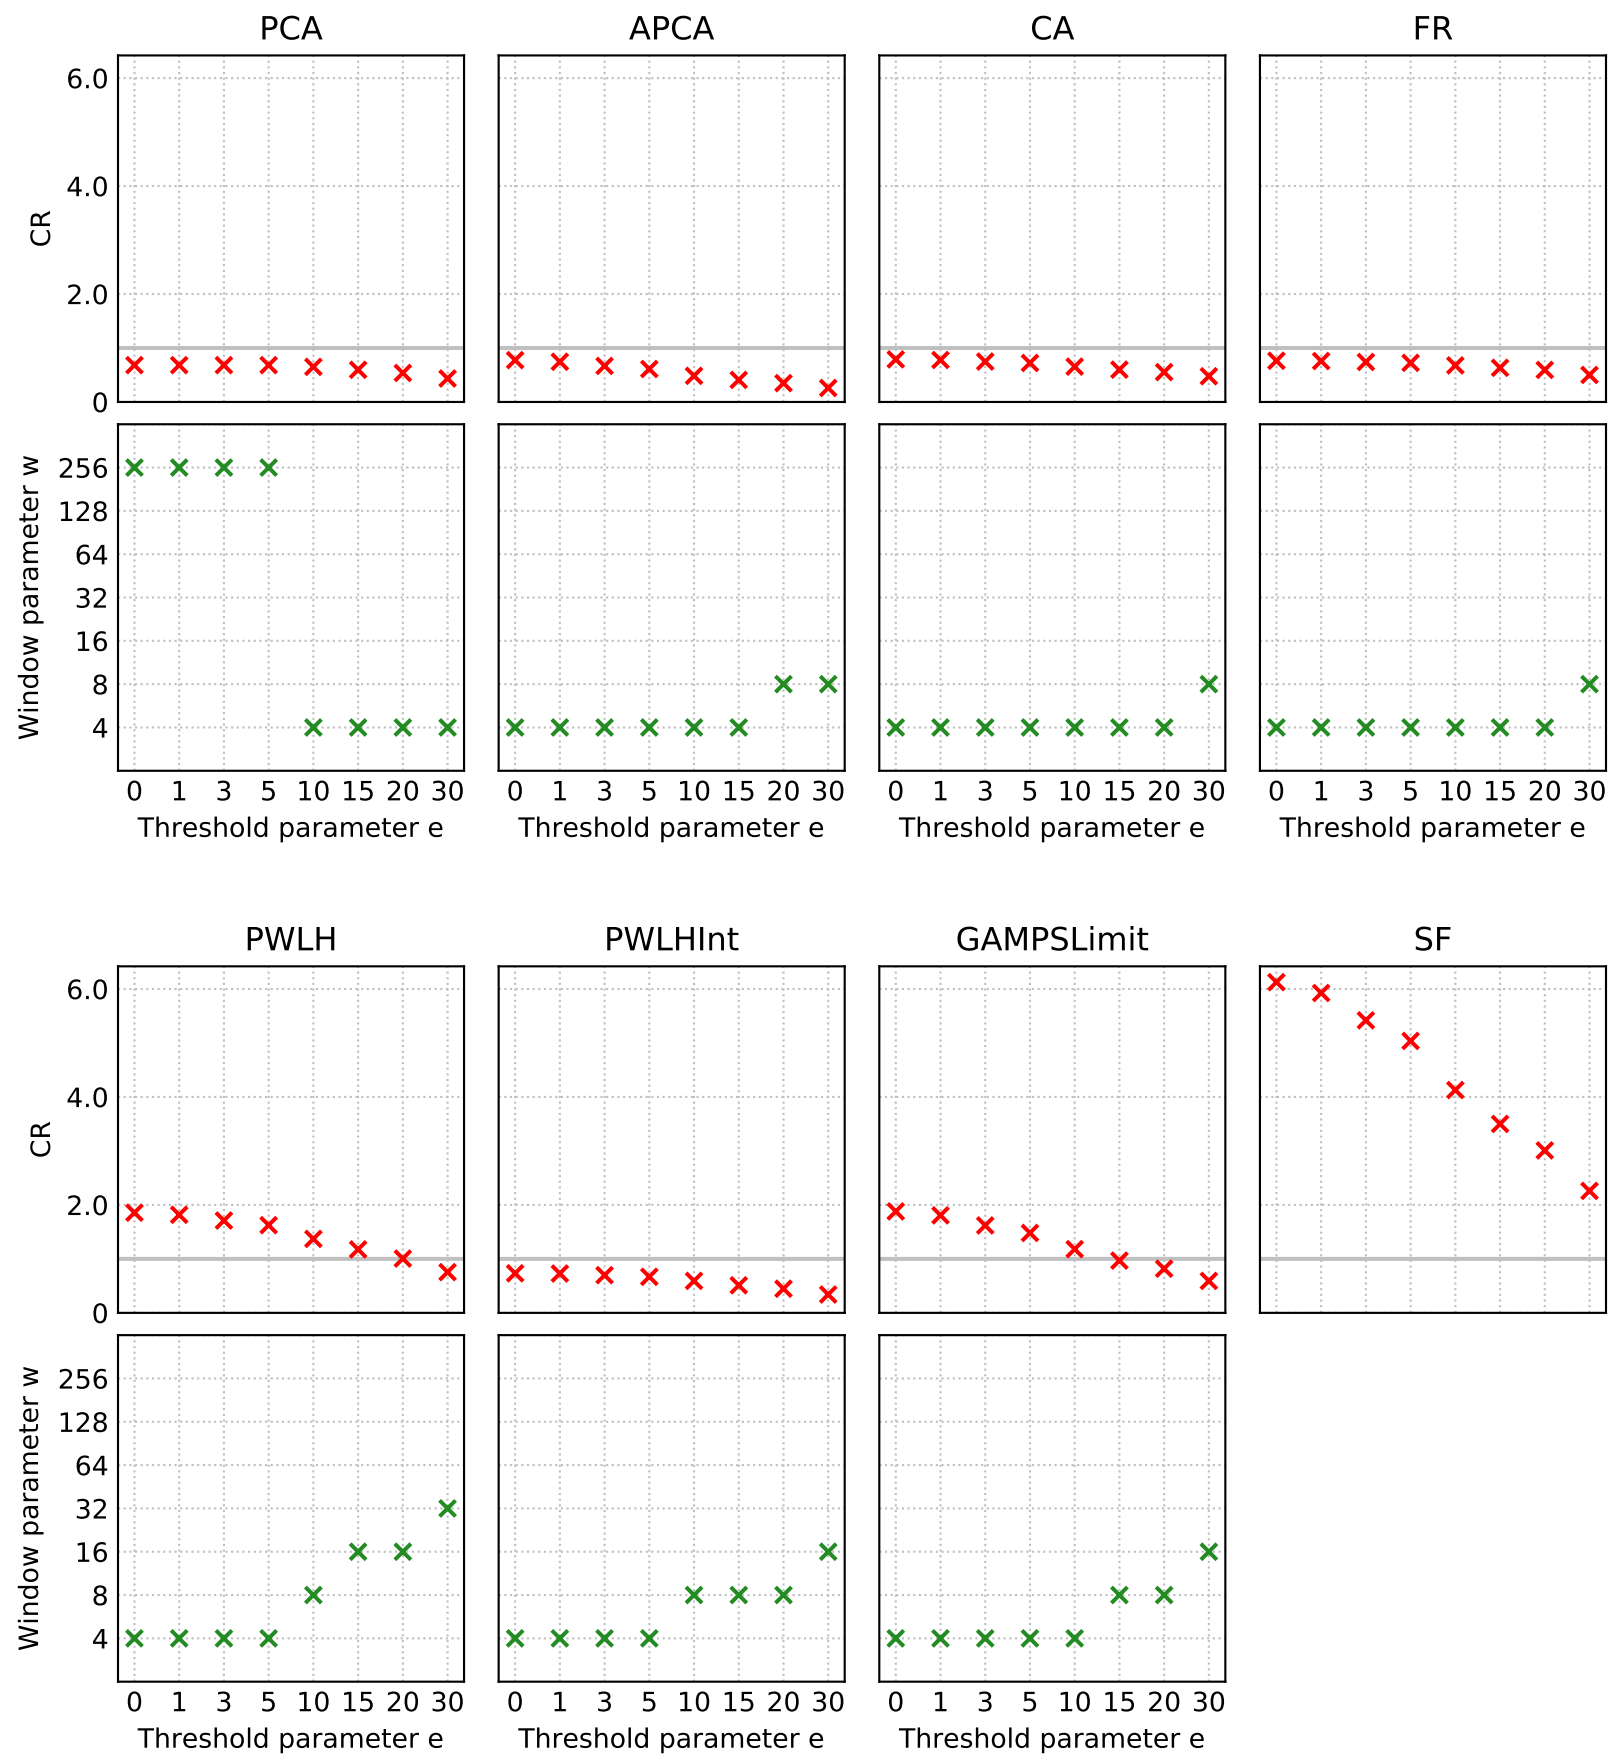 PCA APCA CA FR
6.0
4.0
CR
2.0
0
Window parameter w
256
128
64
32
16
8
4
0 1 3 5 10 15 20 30 0 1 3 5 10 15 20 30 0 1 3 5 10 15 20 30 0 1 3 5 10 15 20 30
Threshold parameter e Threshold parameter e Threshold parameter e Threshold parameter e
PWLH PWLHInt GAMPSLimit SF
6.0
4.0
CR
2.0
0
Window parameter w
256
128
64
32
16
8
4
0 1 3 5 10 15 20 30 0 1 3 5 10 15 20 30 0 1 3 5 10 15 20 30
Threshold parameter e Threshold parameter e Threshold parameter e